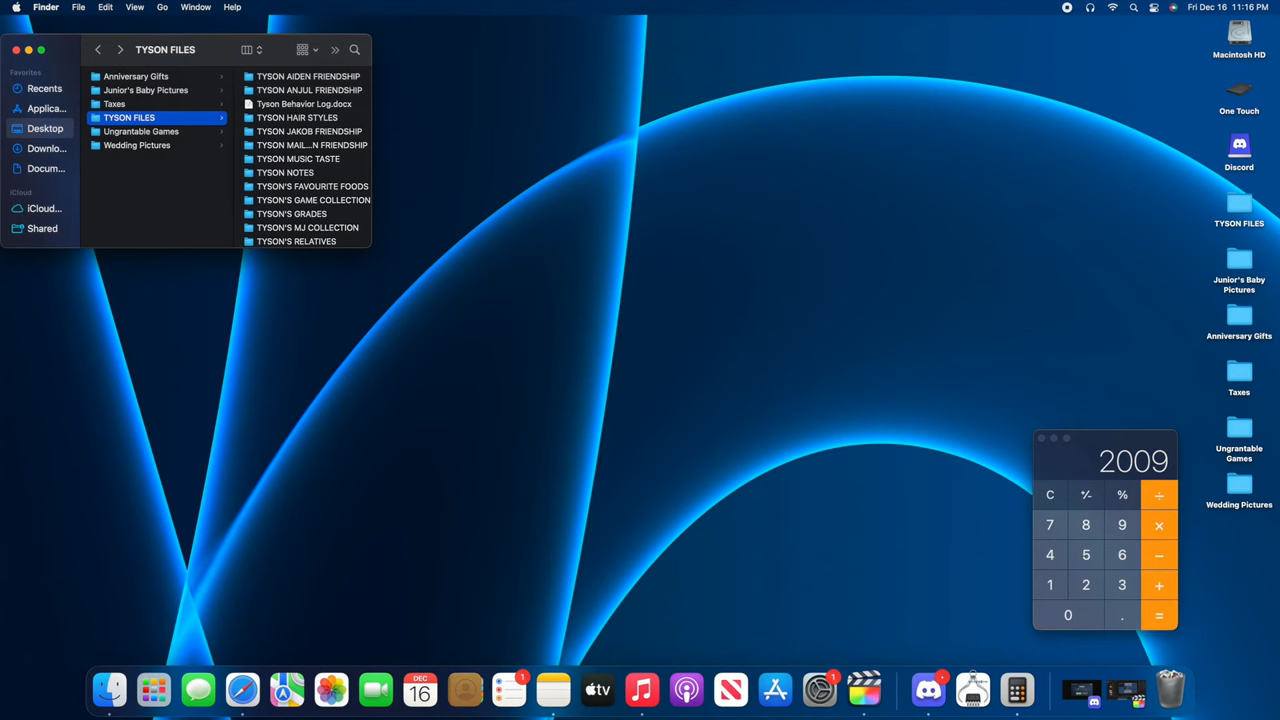 Finder File Edit View Go Window Help
Fri Dec 16 11:16 PM
TYSON FILES
Favorites
Recents
Applica...
Desktop
Downlo...
Docum...
iCloud
iCloud...
Shared
Anniversary Gifts
Junior's Baby Pictures
Taxes
TYSON FILES
Ungrantable Games
Wedding Pictures
TYSON AIDEN FRIENDSHIP
TYSON ANJUL FRIENDSHIP
Tyson Behavior Log.docx
TYSON HAIR STYLES
TYSON JAKOB FRIENDSHIP
TYSON MAIL...N FRIENDSHIP
TYSON MUSIC TASTE
TYSON NOTES
TYSON'S FAVOURITE FOODS
TYSON'S GAME COLLECTION
TYSON'S GRADES
TYSON'S MJ COLLECTION
TYSON'S RELATIVES
Macintosh HD
One Touch
Discord
TYSON FILES
Junior's Baby
Pictures
Anniversary Gifts
Taxes
Ungrantable
Games
Wedding Pictures
2009
C +/- % ÷
7 8 9 ×
4 5 6 −
1 2 3 +
0 . =
DEC
16
1
tv
1